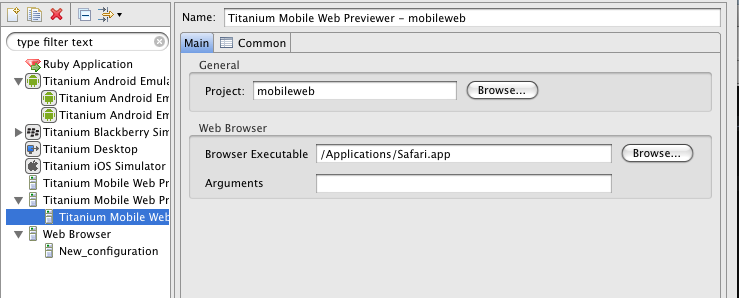 Name: Titanium Mobile Web Previewer - mobileweb
type filter text
Main Common
Ruby Application
General
Titanium Android Emula
Project: mobileweb Browse...
Titanium Android Em
Titanium Android Em
Web Browser
Titanium Blackberry Sim
Titanium Desktop
Browser Executable /Applications/Safari.app Browse...
Titanium iOS Simulator
Titanium Mobile Web Pr
Arguments
Titanium Mobile Web Pr
Titanium Mobile Web
Web Browser
New_configuration